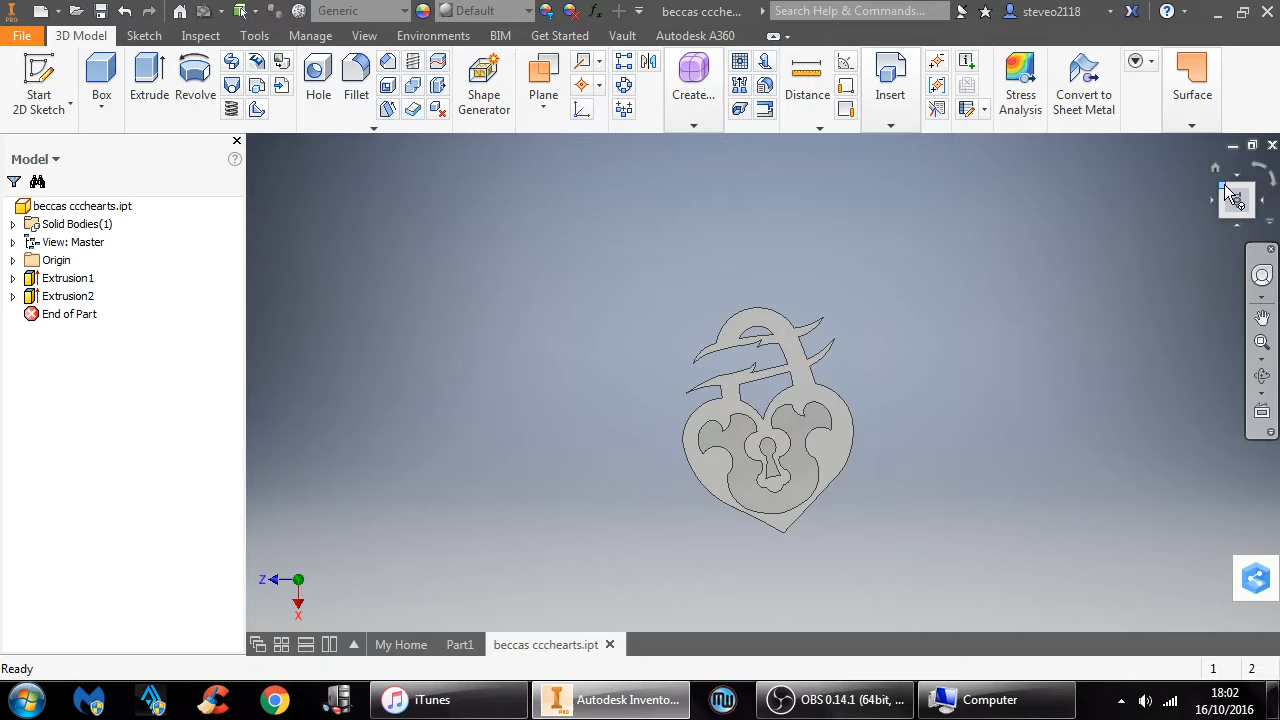 PRO
Generic
Default
beccas ccche...
Search Help & Commands...
steveo2118
File
3D Model
Sketch
Inspect
Tools
Manage
View
Environments
BIM
Get Started
Vault
Autodesk A360
Start
2D Sketch
Box
Extrude
Revolve
Hole
Fillet
Shape
Generator
Plane
Create...
Distance
Insert
Stress
Analysis
Convert to
Sheet Metal
Surface
Model
beccas ccchearts.ipt
Solid Bodies(1)
View: Master
Origin
Extrusion1
Extrusion2
End of Part
Z
X
My Home
Part1
beccas ccchearts.ipt
Ready
1
2
iTunes
Autodesk Invento...
OBS 0.14.1 (64bit, ...
Computer
18:02
16/10/2016